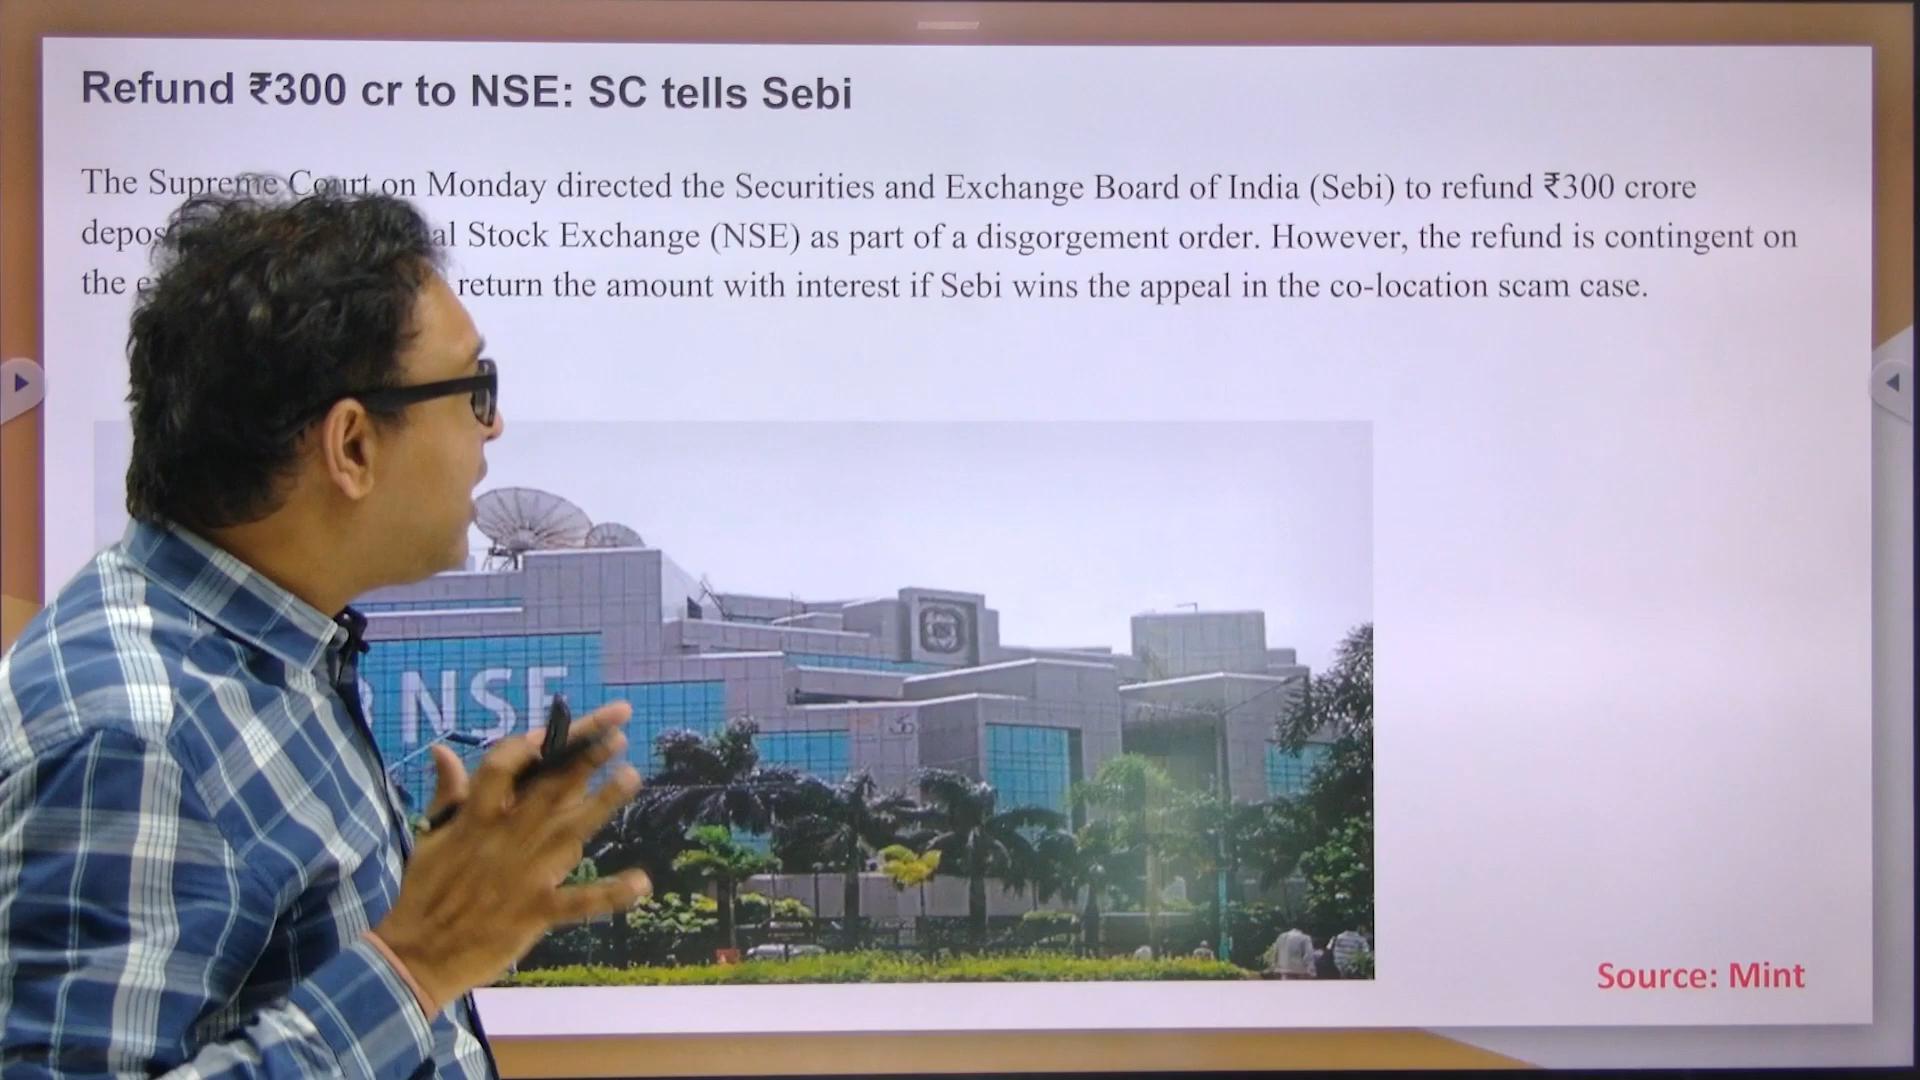 Refund ₹300 cr to NSE: SC tells Sebi
The Supreme Court on Monday directed the Securities and Exchange Board of India (Sebi) to refund ₹300 crore
Stock Exchange (NSE) as part of a disgorgement order. However, the refund is contingent on
the return the amount with interest if Sebi wins the appeal in the co-location scam case.
NSE
Source: Mint